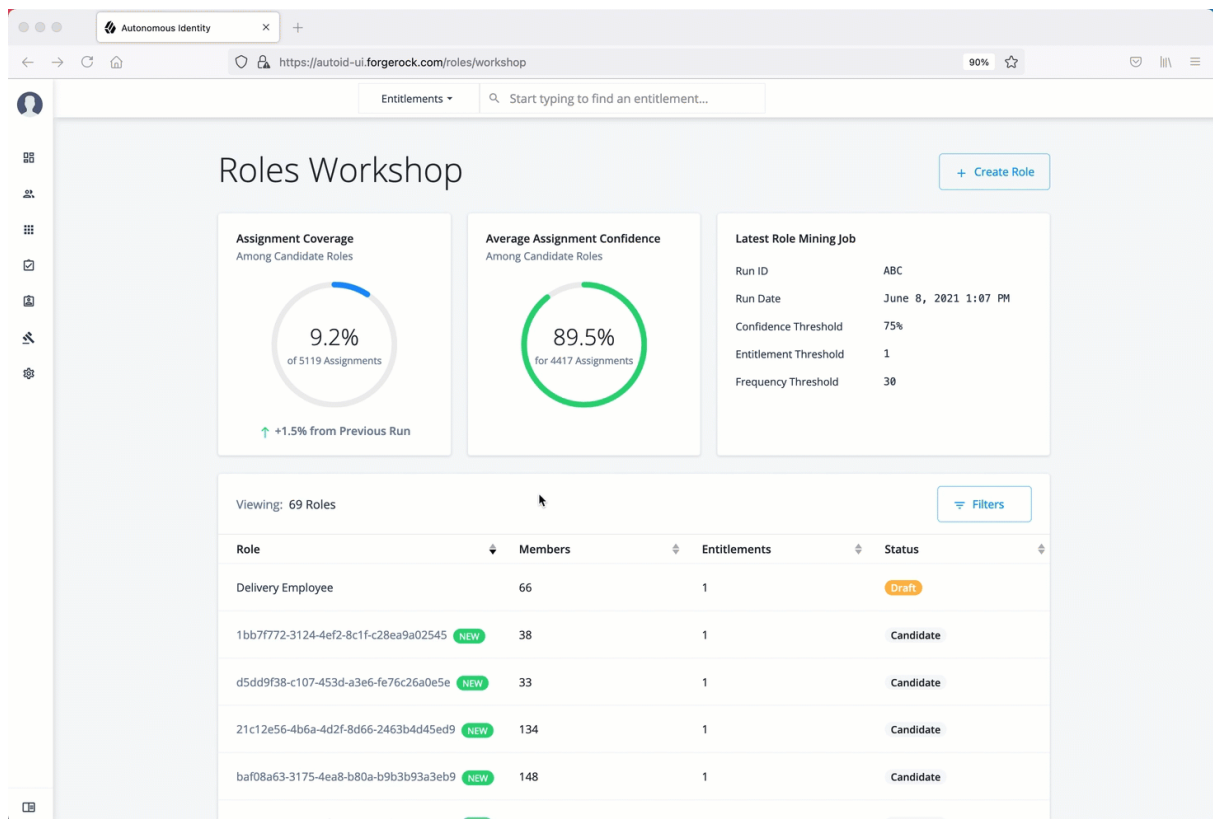 Autonomous Identity
https://autoid-ui.forgerock.com/roles/workshop
90%
Entitlements
Start typing to find an entitlement...
Roles Workshop
+ Create Role
Assignment Coverage
Among Candidate Roles
9.2%
of 5119 Assignments
+1.5% from Previous Run
Average Assignment Confidence
Among Candidate Roles
89.5%
for 4417 Assignments
Latest Role Mining Job
Run ID ABC
Run Date June 8, 2021 1:07 PM
Confidence Threshold 75%
Entitlement Threshold 1
Frequency Threshold 30
Viewing: 69 Roles
Filters
Role Members Entitlements Status
Delivery Employee 66 1 Draft
1bb7f772-3124-4ef2-8c1f-c28ea9a02545 NEW 38 1 Candidate
d5dd9f38-c107-453d-a3e6-fe76c26a0e5e NEW 33 1 Candidate
21c12e56-4b6a-4d2f-8d66-2463b4d45ed9 NEW 134 1 Candidate
baf08a63-3175-4ea8-b80a-b9b3b93a3eb9 NEW 148 1 Candidate